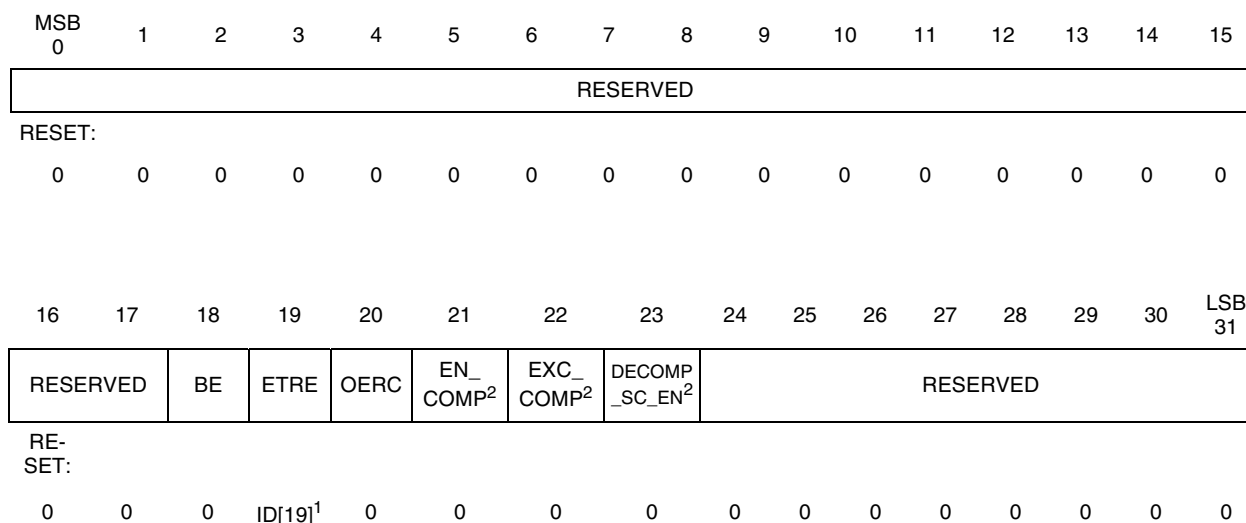 MSB
0 1 2 3 4 5 6 7 8 9 10 11 12 13 14 15
RESERVED
RESET:
0 0 0 0 0 0 0 0 0 0 0 0 0 0 0 0
16 17 18 19 20 21 22 23 24 25 26 27 28 29 30 LSB
31
RESERVED BE ETRE OERC EN_
COMP² EXC_
COMP² DECOMP
_SC_EN² RESERVED
RE-
SET:
0 0 0 ID[19]¹ 0 0 0 0 0 0 0 0 0 0 0 0